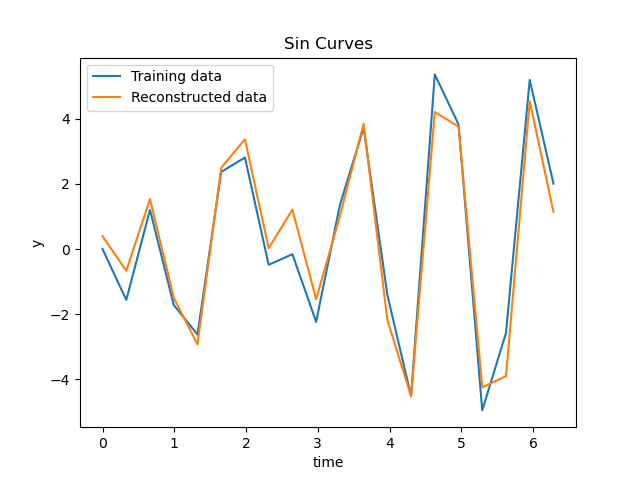 Sin Curves
Training data
Reconstructed data
4
2
0
−2
−4
y
0 1 2 3 4 5 6
time